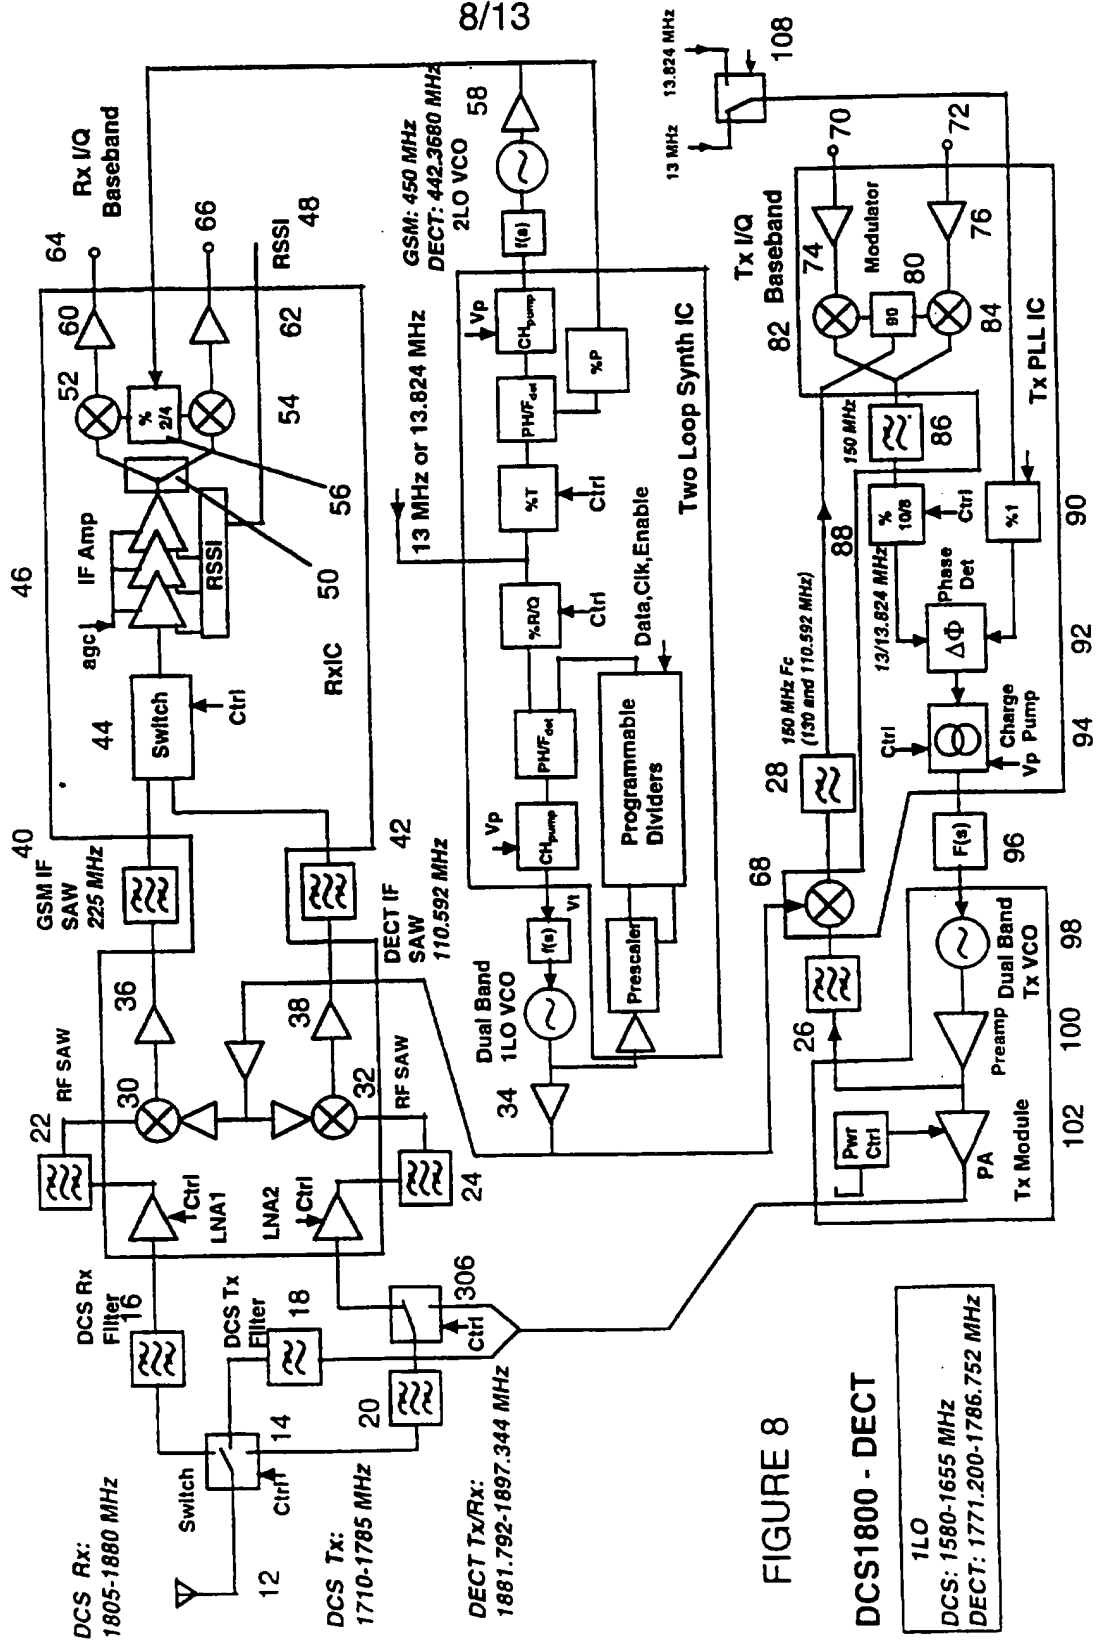 8/13
DCS Rx:
1805-1880 MHz
DCS Tx:
1710-1785 MHz
DECT Tx/Rx:
1881.792-1897.344 MHz
12
Switch
Ctrl
14
DCS Rx
Filter
16
DCS Tx
Filter
18
20
Ctrl
306
22
RF SAW
Ctrl
LNA1
LNA2
Ctrl
24
RF SAW
30
32
36
38
34
GSM IF
SAW
225 MHz
40
DECT IF
SAW
110.592 MHz
42
44
Switch
Ctrl
RxIC
46
agc
IF Amp
RSSI
50
56
52
54
%
2/4
60
62
64
66
Rx I/Q
Baseband
RSSI
48
Dual Band
1LO VCO
f(s)
Vt
Prescaler
CHpump
Vp
PH/Fdet
Programmable
Dividers
Data,Clk,Enable
%R/Q
Ctrl
13 MHz or 13.824 MHz
%T
Ctrl
PH/Fdet
%P
CHpump
Vp
Two Loop Synth IC
f(s)
GSM: 450 MHz
DECT: 442.3680 MHz
2LO VCO
58
13 MHz
13.824 MHz
108
Tx I/Q
Baseband
70
72
74
76
Modulator
80
90
82
84
Tx PLL IC
150 MHz
86
88
%
10/8
Ctrl
%1
90
13/13.824 MHz
Phase
Det
ΔΦ
92
Ctrl
Charge
Pump
Vp
94
F(s)
96
150 MHz Fc
(130 and 110.592 MHz)
28
68
26
Dual Band
Tx VCO
98
Preamp
100
Pwr
Ctrl
PA
Tx Module
102
FIGURE 8
DCS1800 - DECT
1LO
DCS: 1580-1655 MHz
DECT: 1771.200-1786.752 MHz